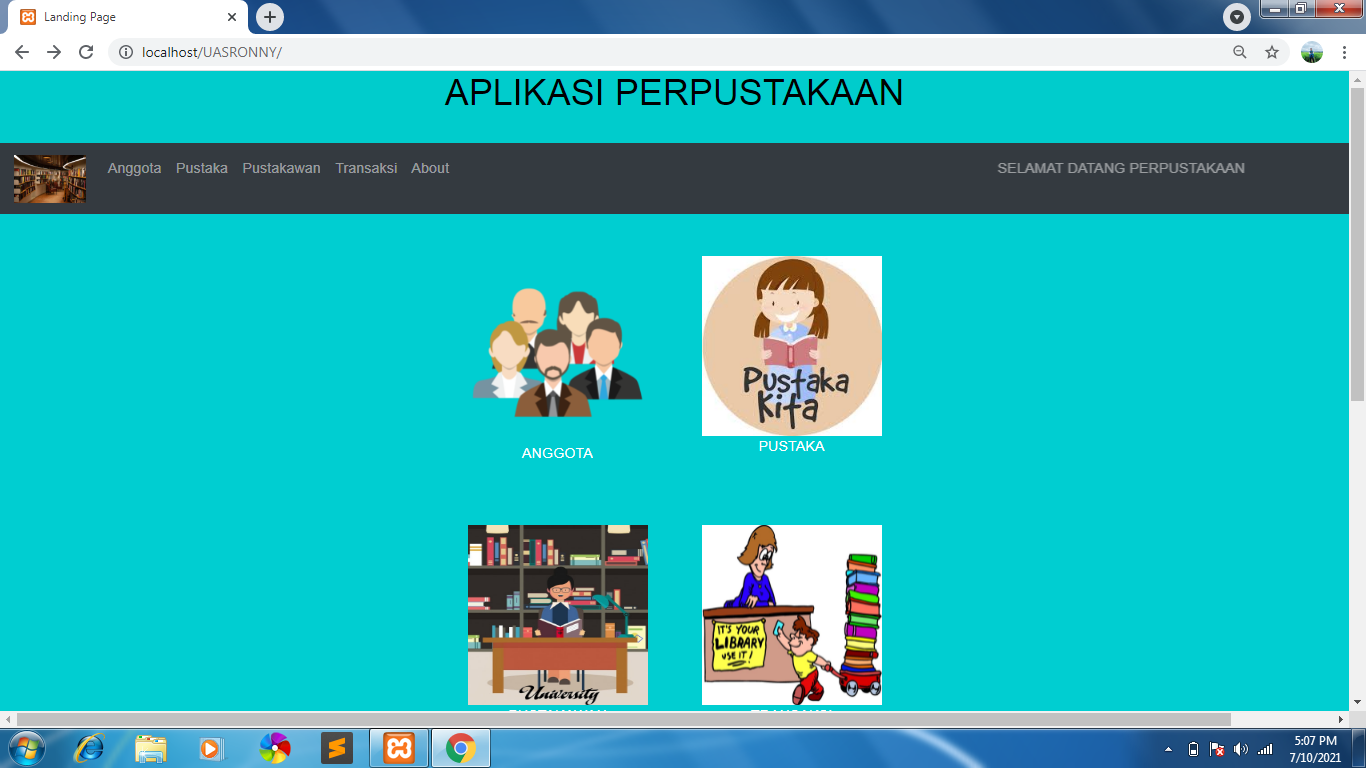 Landing Page
localhost/UASRONNY/
APLIKASI PERPUSTAKAAN
Anggota Pustaka Pustakawan Transaksi About
SELAMAT DATANG PERPUSTAKAAN
Pustaka
Kita
ANGGOTA
PUSTAKA
University
IT'S YOUR
LIBRARY
USE IT!
5:07 PM
7/10/2021